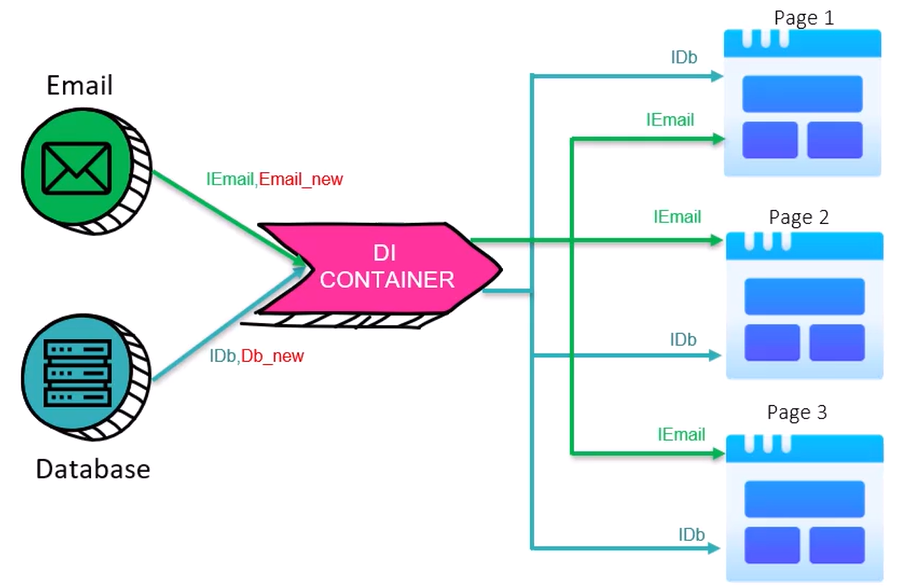 Page 1
IDb
Email
IEmail
IEmail,Email_new
IEmail
Page 2
DI
CONTAINER
IDb
IDb,Db_new
Page 3
IEmail
Database
IDb